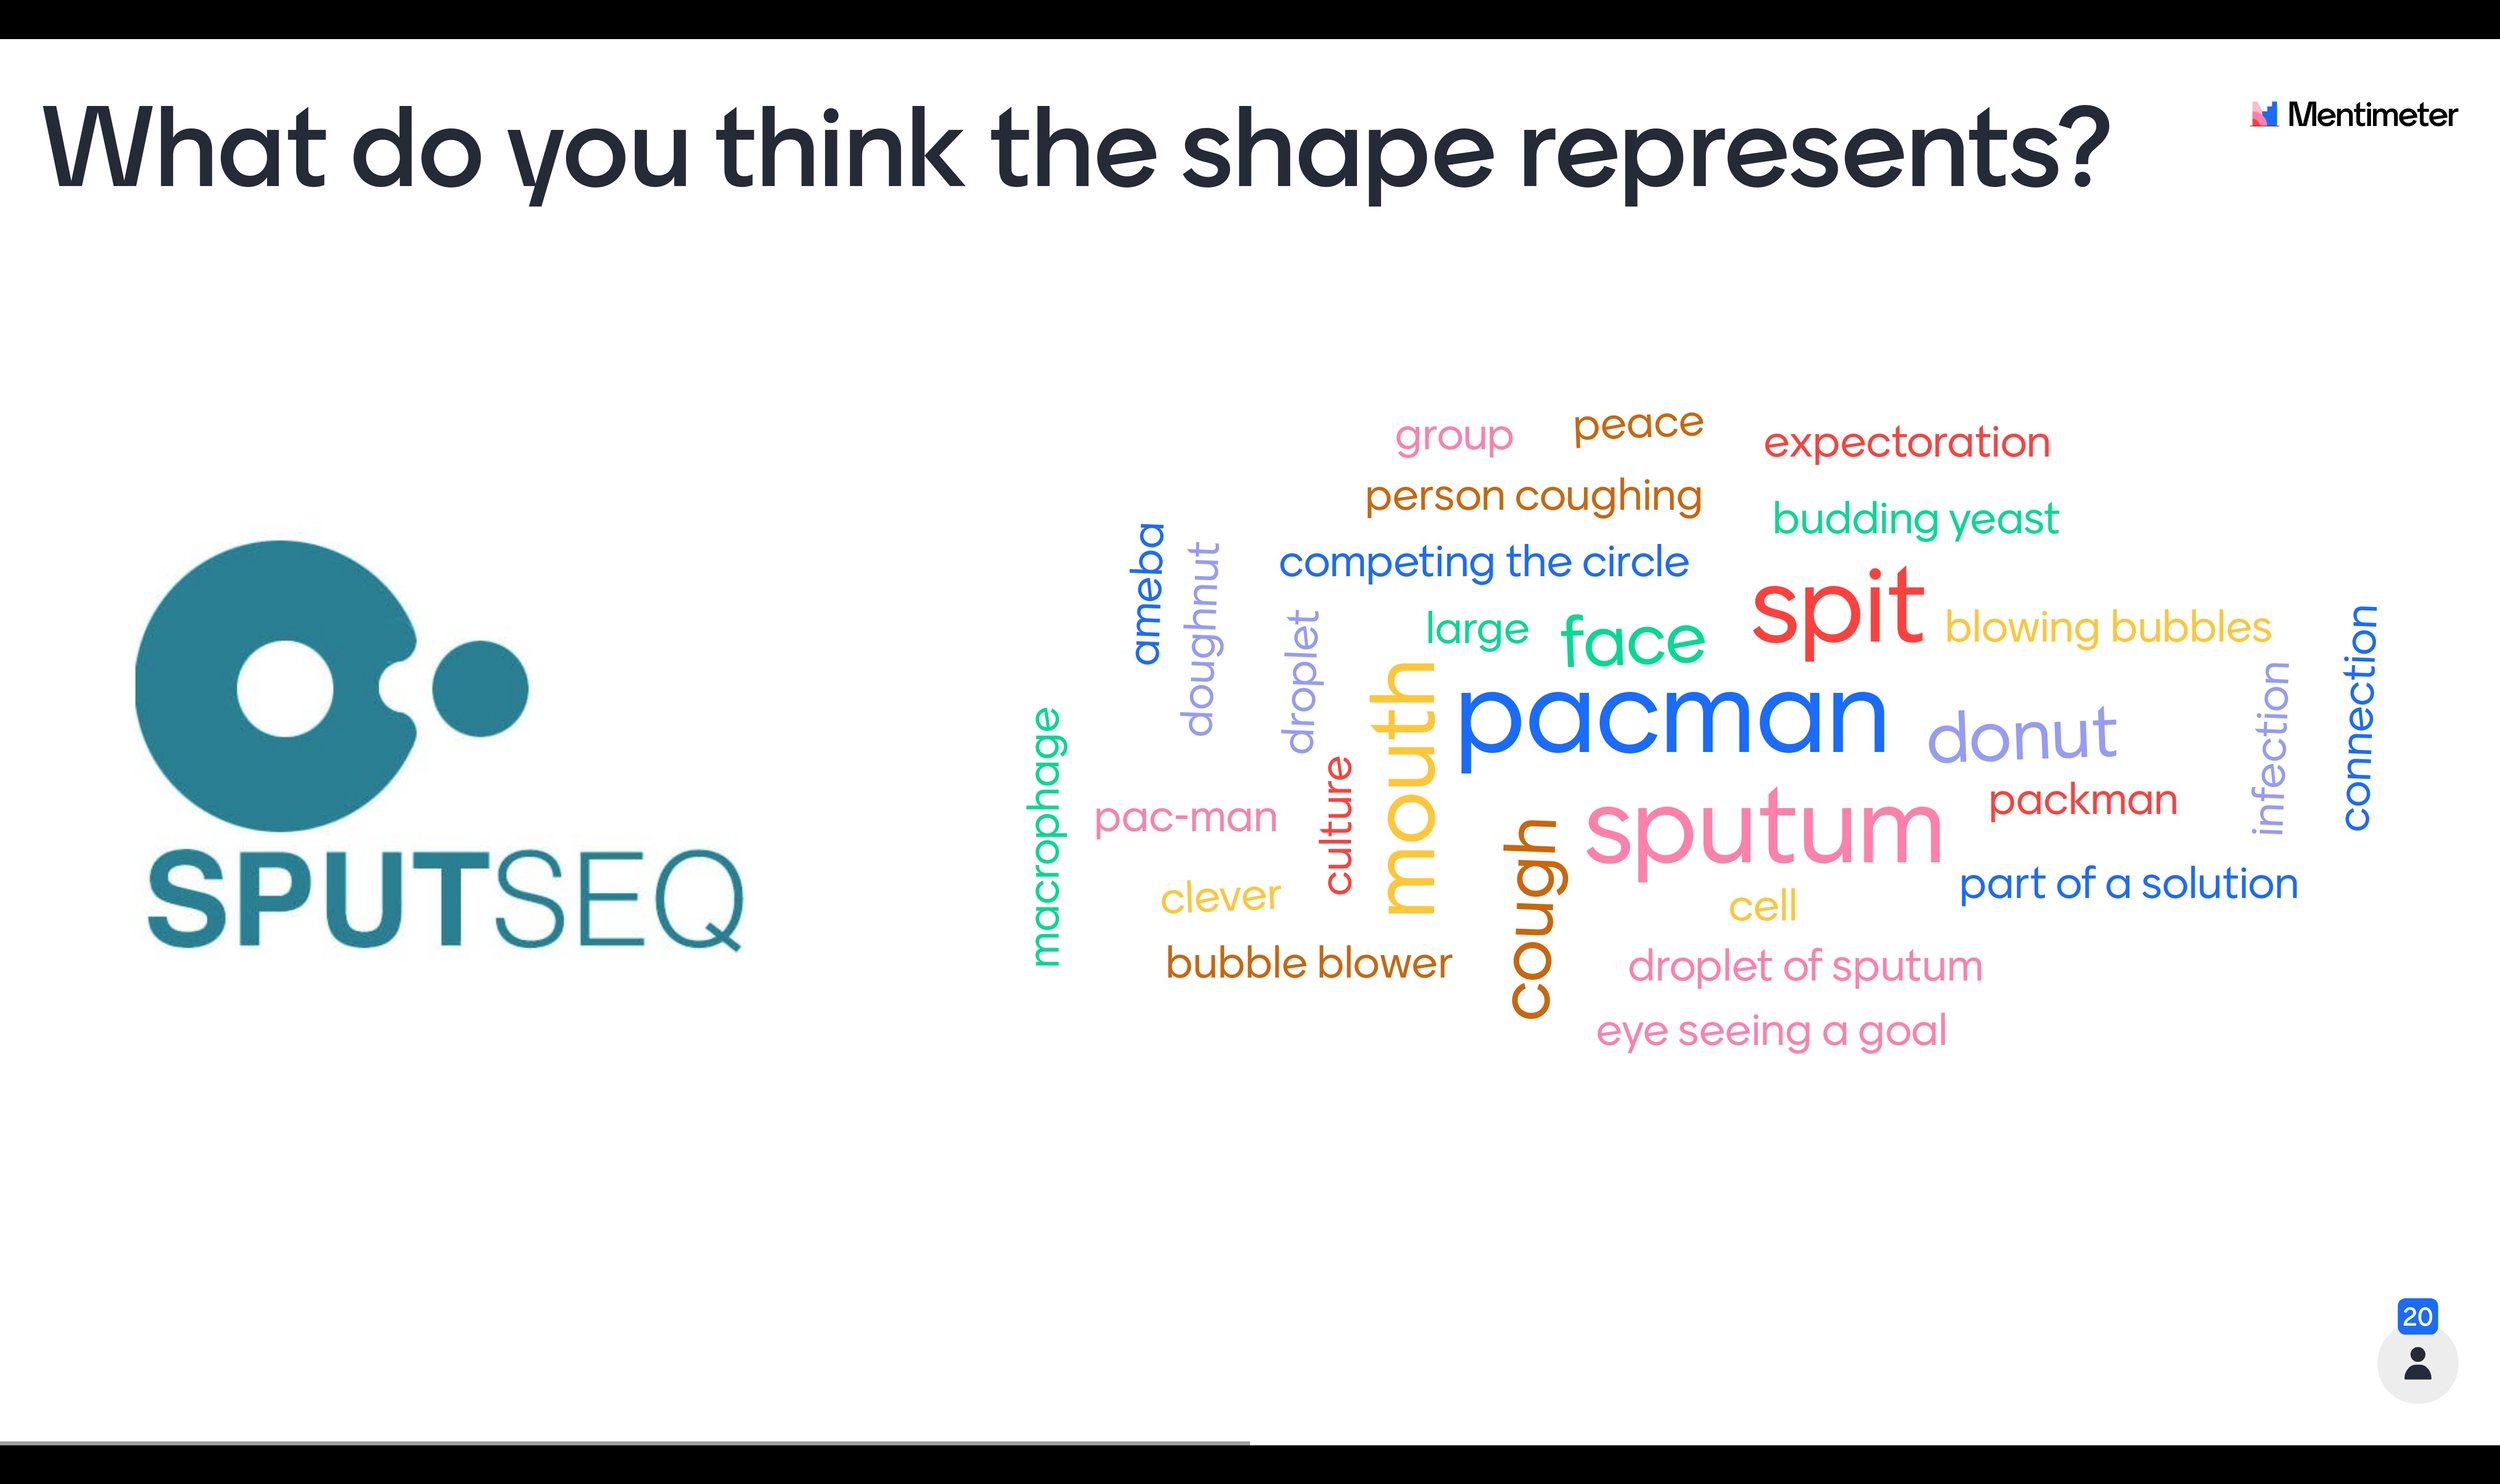 What do you think the shape represents?
Mentimeter
SPUTSEQ
group
peace
expectoration
person coughing
budding yeast
ameba
doughnut
competing the circle
spit
droplet
large
face
blowing bubbles
connection
mouth
pacman
donut
infection
macrophage
pac-man
culture
sputum
packman
cough
clever
cell
part of a solution
bubble blower
droplet of sputum
eye seeing a goal
20